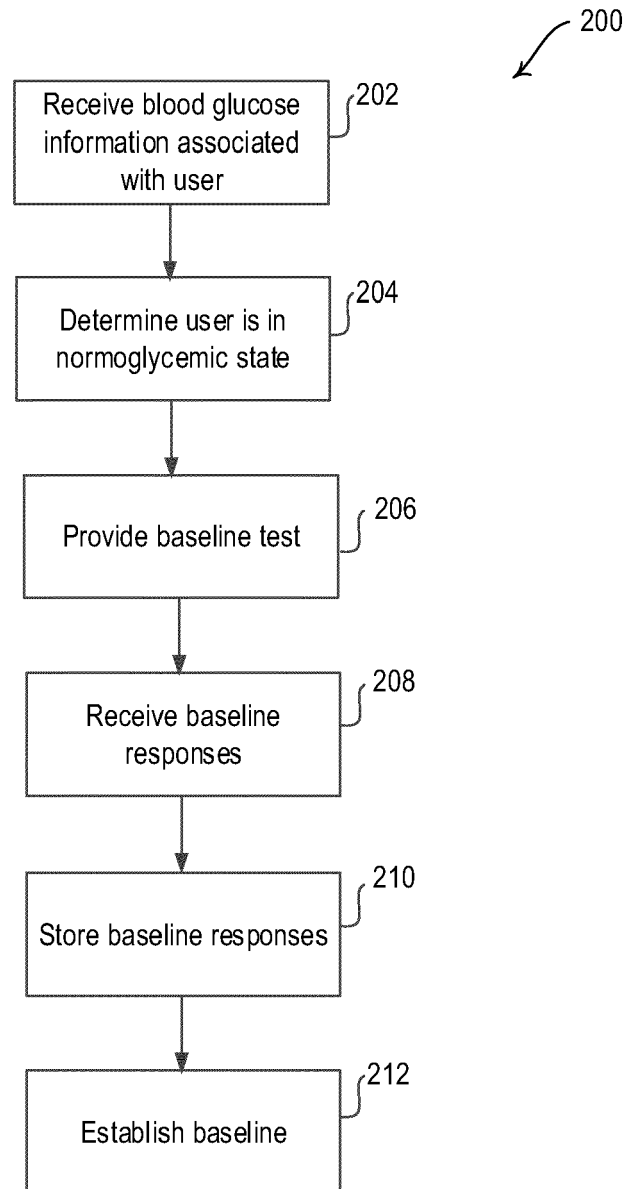 200
Receive blood glucose
information associated
with user
202
Determine user is in
normoglycemic state
204
Provide baseline test
206
Receive baseline
responses
208
Store baseline responses
210
Establish baseline
212